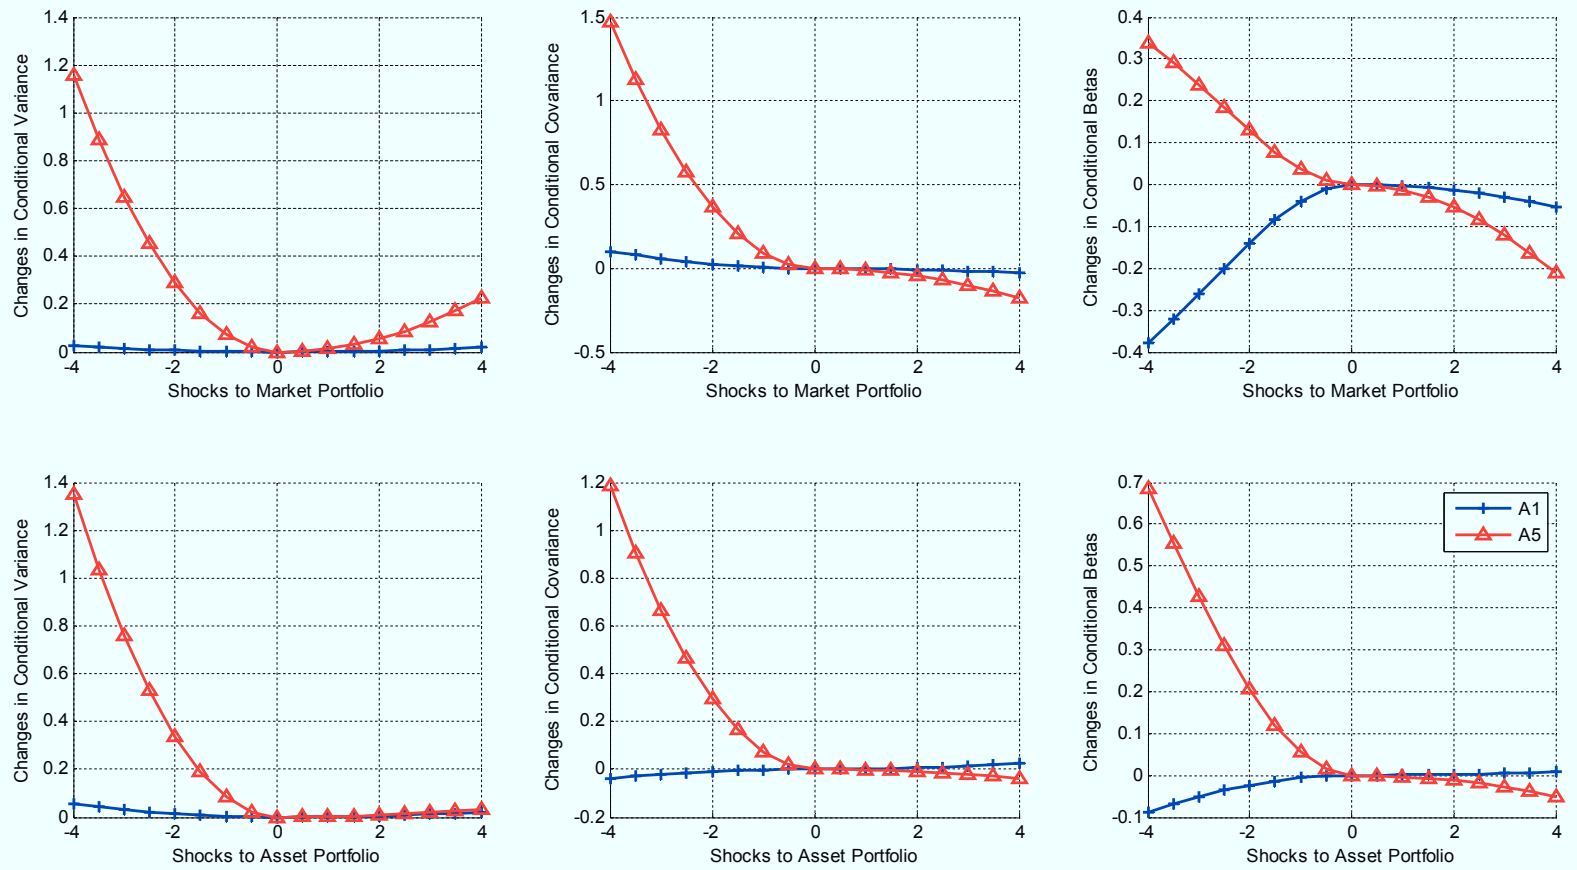 Changes in Conditional Variance
1.4
1.2
1
0.8
0.6
0.4
0.2
0
-4 -2 0 2 4
Shocks to Market Portfolio
Changes in Conditional Covariance
1.5
1
0.5
0
-0.5
-4 -2 0 2 4
Shocks to Market Portfolio
Changes in Conditional Betas
0.4
0.3
0.2
0.1
0
-0.1
-0.2
-0.3
-0.4
-4 -2 0 2 4
Shocks to Market Portfolio
Changes in Conditional Variance
1.4
1.2
1
0.8
0.6
0.4
0.2
0
-4 -2 0 2 4
Shocks to Asset Portfolio
Changes in Conditional Covariance
1.2
1
0.8
0.6
0.4
0.2
0
-0.2
-4 -2 0 2 4
Shocks to Asset Portfolio
Changes in Conditional Betas
0.7
0.6
0.5
0.4
0.3
0.2
0.1
0
-0.1
-4 -2 0 2 4
Shocks to Asset Portfolio
A1
A5